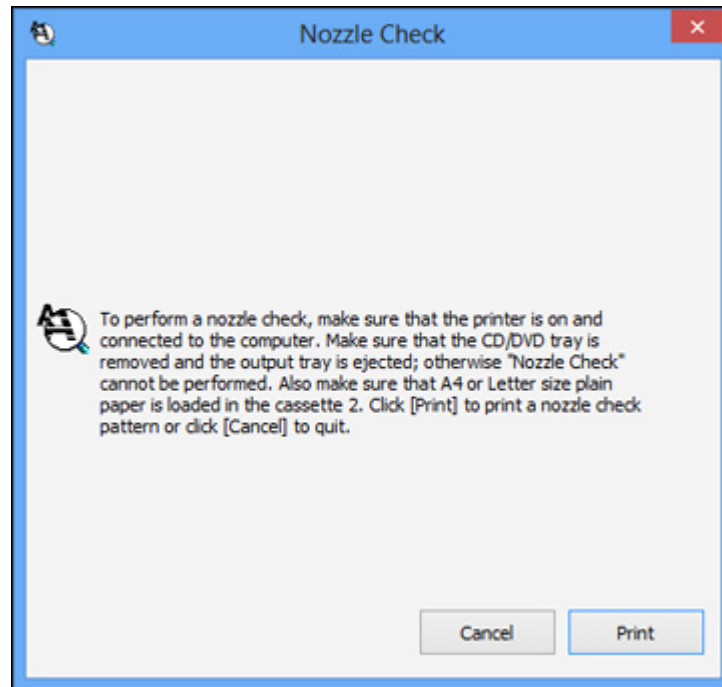 Nozzle Check
To perform a nozzle check, make sure that the printer is on and
connected to the computer. Make sure that the CD/DVD tray is
removed and the output tray is ejected; otherwise "Nozzle Check"
cannot be performed. Also make sure that A4 or Letter size plain
paper is loaded in the cassette 2. Click [Print] to print a nozzle check
pattern or click [Cancel] to quit.
Cancel Print